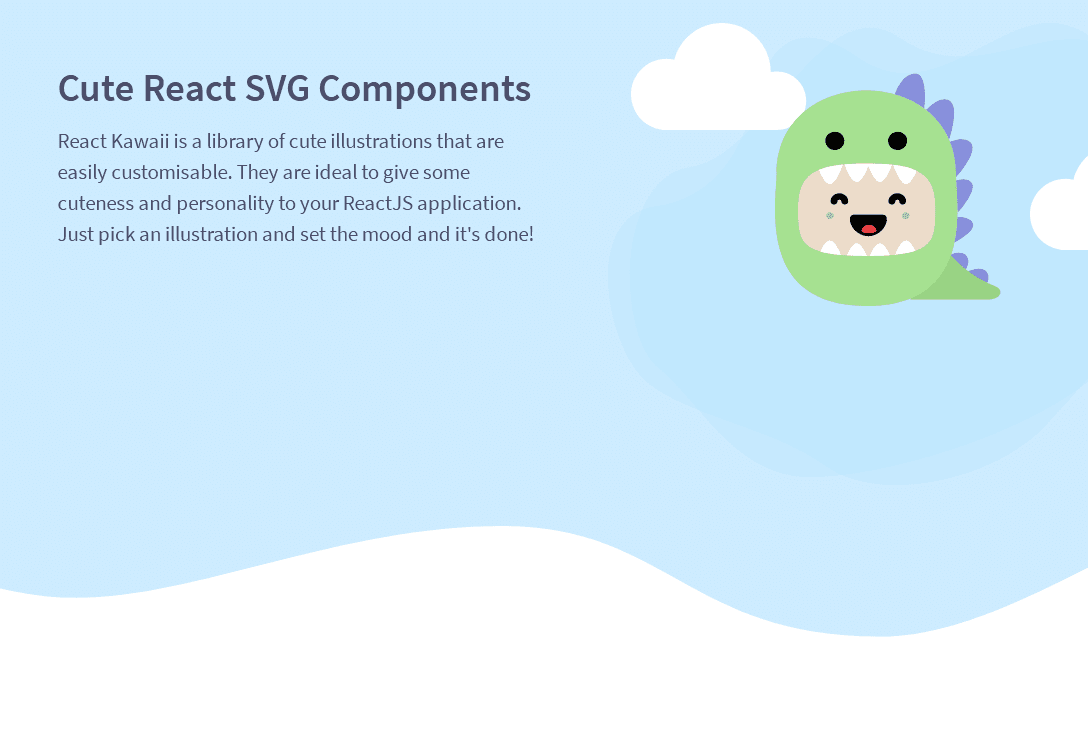 Cute React SVG Components
React Kawaii is a library of cute illustrations that are
easily customisable. They are ideal to give some
cuteness and personality to your ReactJS application.
Just pick an illustration and set the mood and it's done!